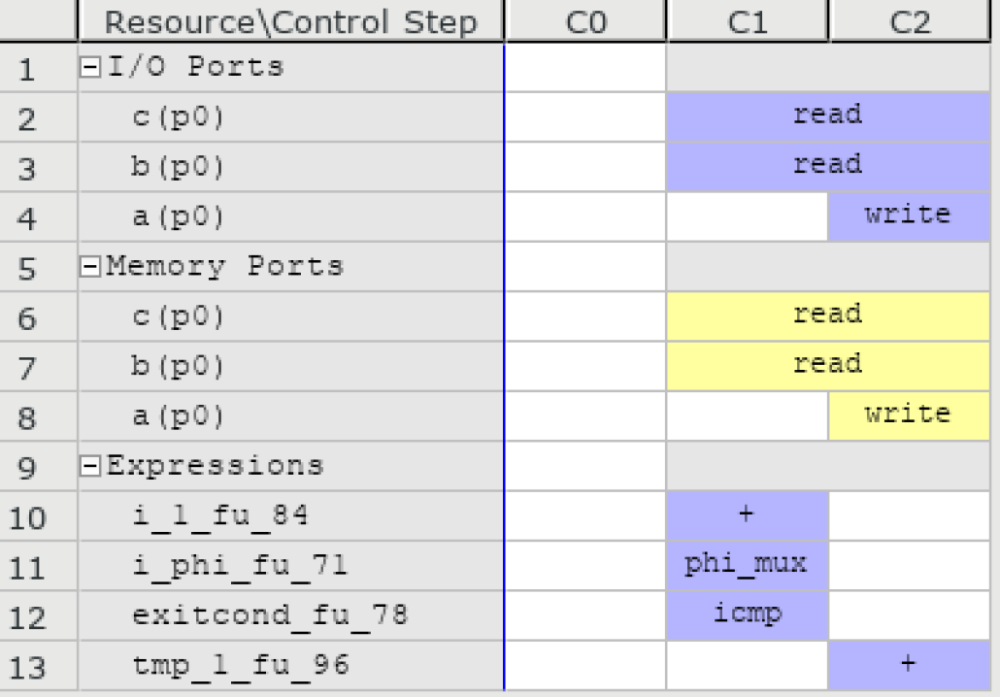 Resource\Control Step C0 C1 C2
1 I/O Ports
2 c(p0) read
3 b(p0) read
4 a(p0) write
5 Memory Ports
6 c(p0) read
7 b(p0) read
8 a(p0) write
9 Expressions
10 i_1_fu_84 +
11 i_phi_fu_71 phi_mux
12 exitcond_fu_78 icmp
13 tmp_1_fu_96 +